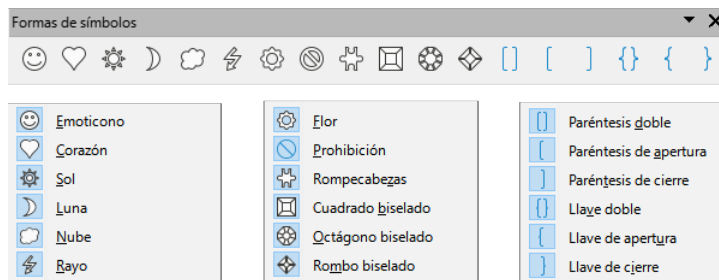 Formas de símbolos
Emoticono
Corazón
Sol
Luna
Nube
Rayo
Flor
Prohibición
Rompecabezas
Cuadrado biselado
Octágono biselado
Rombo biselado
Paréntesis doble
Paréntesis de apertura
Paréntesis de cierre
Llave doble
Llave de apertura
Llave de cierre